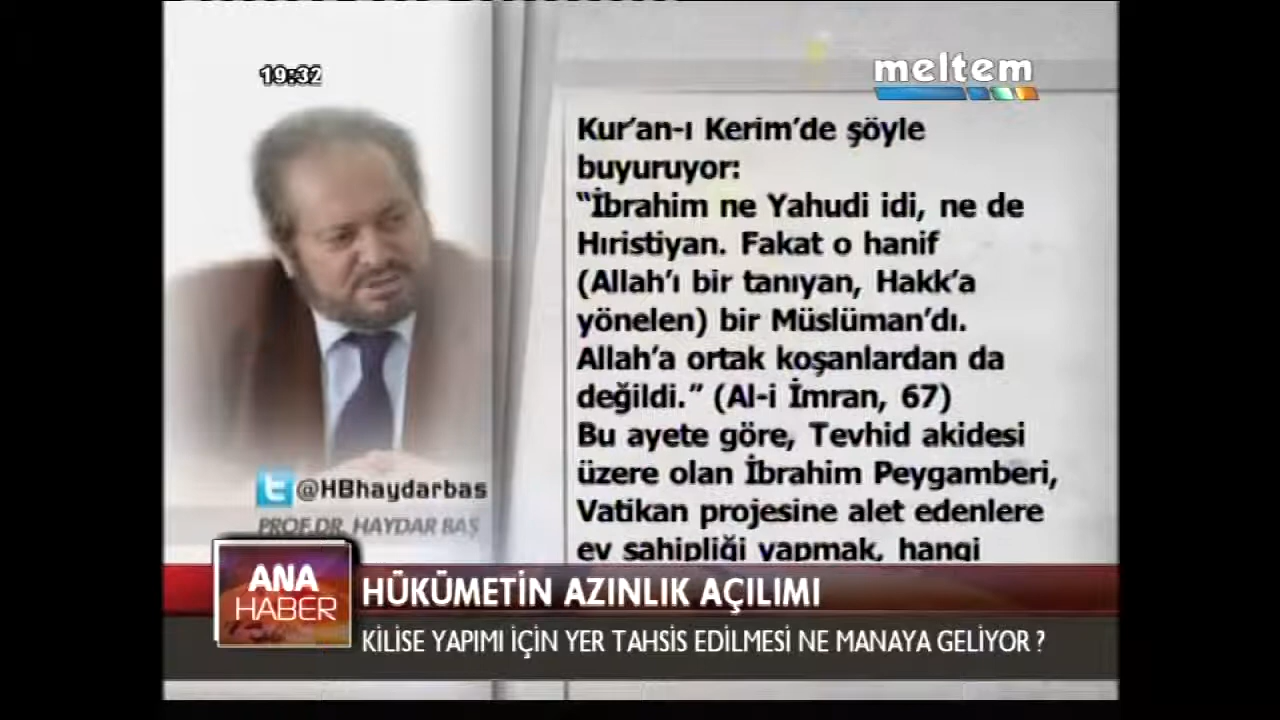 19:32
meltem
Kur'an-ı Kerim'de şöyle
buyuruyor:
“İbrahim ne Yahudi idi, ne de
Hıristiyan. Fakat o hanif
(Allah'ı bir tanıyan, Hakk'a
yönelen) bir Müslüman'dı.
Allah'a ortak koşanlardan da
değildi.” (Al-i İmran, 67)
Bu ayete göre, Tevhid akidesi
üzere olan İbrahim Peygamberi,
Vatikan projesine alet edenlere
ev sahipliği yapmak, hangi
@HBhaydarbas
PROF.DR. HAYDAR BAŞ
ANA
HABER
HÜKÜMETİN AZINLIK AÇILIMI
KİLİSE YAPIMI İÇİN YER TAHSİS EDİLMESİ NE MANAYA GELİYOR ?